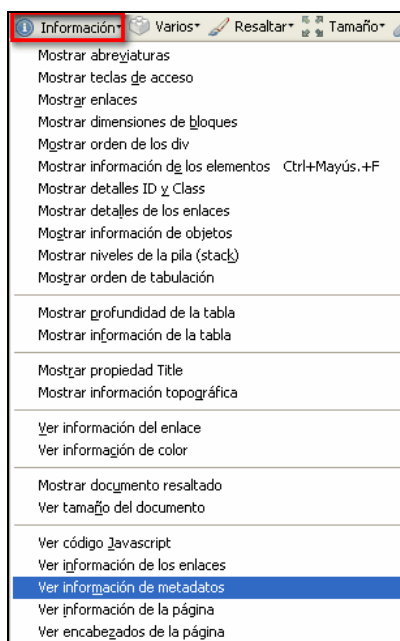 Información Varios Resaltar Tamaño
Mostrar abreviaturas
Mostrar teclas de acceso
Mostrar enlaces
Mostrar dimensiones de bloques
Mostrar orden de los div
Mostrar información de los elementos Ctrl+Mayús.+F
Mostrar detalles ID y Class
Mostrar detalles de los enlaces
Mostrar información de objetos
Mostrar niveles de la pila (stack)
Mostrar orden de tabulación
Mostrar profundidad de la tabla
Mostrar información de la tabla
Mostrar propiedad Title
Mostrar información topográfica
Ver información del enlace
Ver información de color
Mostrar documento resaltado
Ver tamaño del documento
Ver código Javascript
Ver información de los enlaces
Ver información de metadatos
Ver información de la página
Ver encabezados de la página